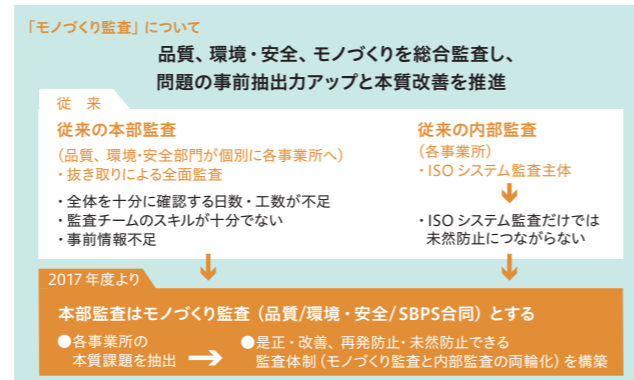 「モノづくり監査」について
品質、環境・安全、モノづくりを総合監査し、
問題の事前抽出力アップと本質改善を推進
従 来
従来の本部監査
（品質、環境・安全部門が個別に各事業所へ）
・抜き取りによる全面監査
・全体を十分に確認する日数・工数が不足
・監査チームのスキルが十分でない
・事前情報不足
従来の内部監査
（各事業所）
・ISOシステム監査主体
・ISOシステム監査だけでは
未然防止につながらない
2017年度より
本部監査はモノづくり監査（品質/環境・安全/SBPS合同）とする
●各事業所の
本質課題を抽出
●是正・改善、再発防止・未然防止できる
監査体制（モノづくり監査と内部監査の両輪化）を構築